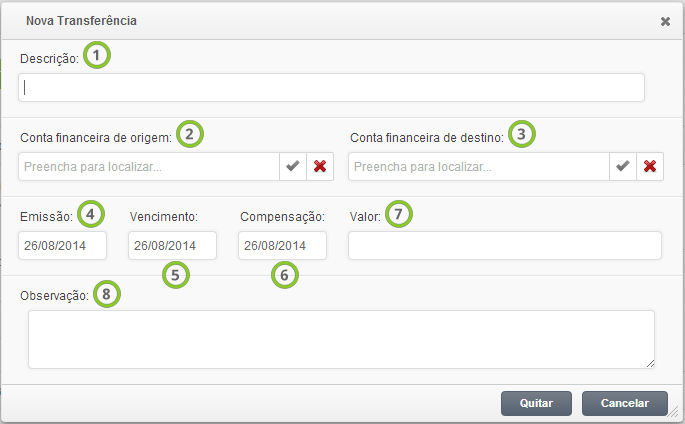 Nova Transferência
Descrição: 1
Conta financeira de origem: 2 Conta financeira de destino: 3
Preencha para localizar... Preencha para localizar...
Emissão: 4 Vencimento: Compensação: Valor: 7
26/08/2014 26/08/2014 26/08/2014
5 6
Observação: 8
Quitar Cancelar